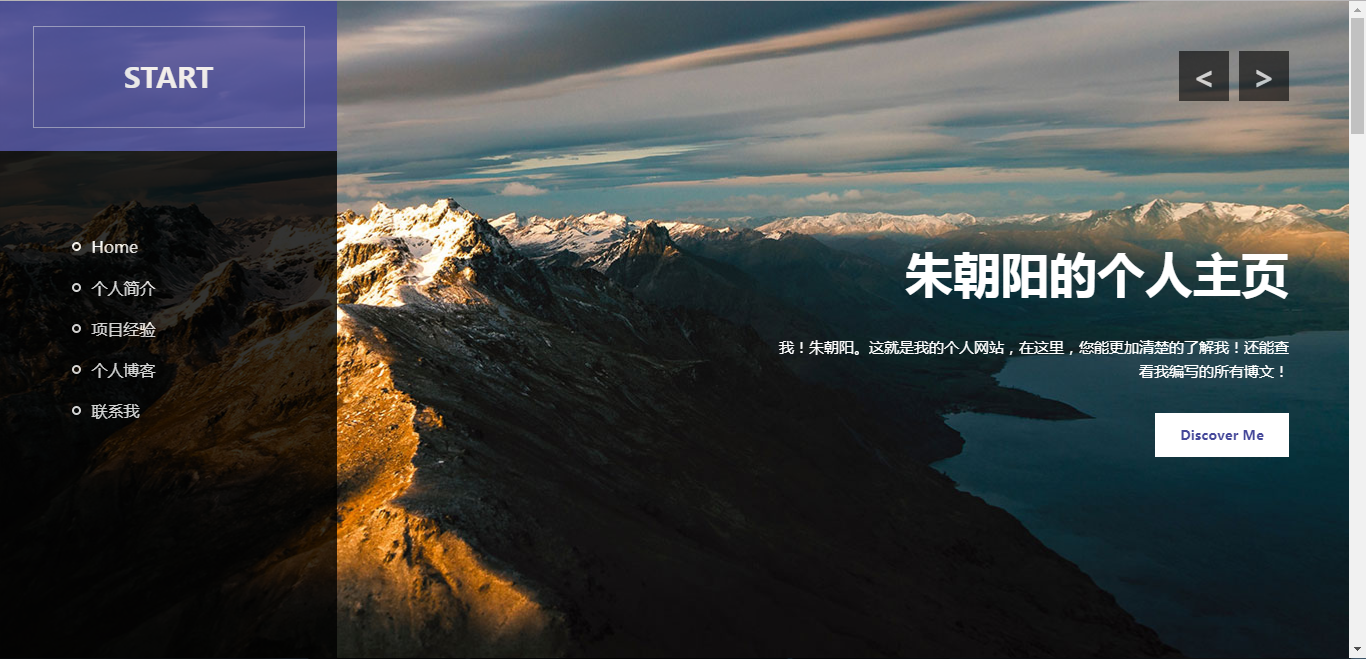 START
< >
Home
个人简介
项目经验
个人博客
联系我
朱朝阳的个人主页
我！朱朝阳。这就是我的个人网站，在这里，您能更加清楚的了解我！还能查
看我编写的所有博文！
Discover Me